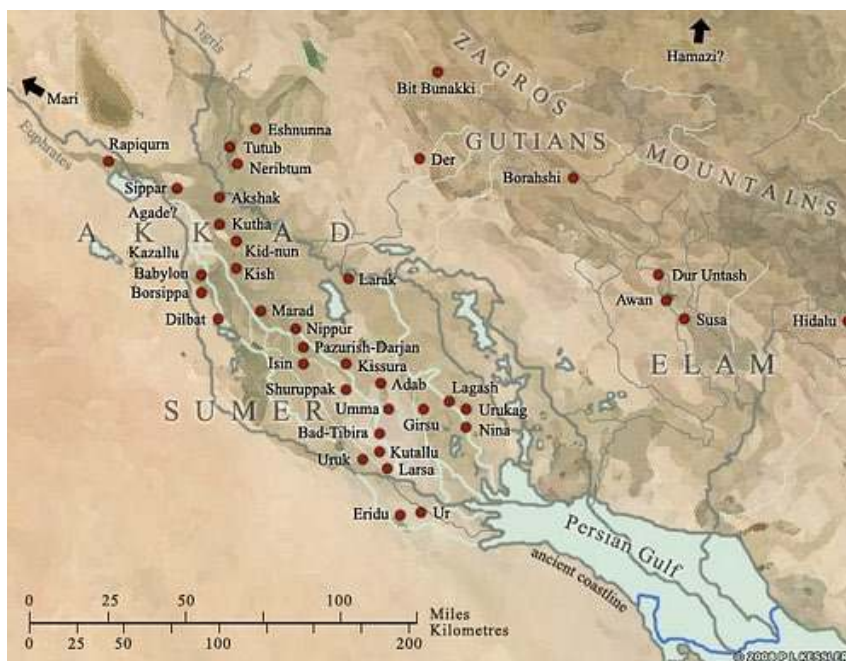 Tigris
ZAGROS
Hamazi?
Bit Bunakki
Mari
Eshnunna
GUTIANS
Tutub
Euphrates
Rapiqurn
Neribtum
Der
MOUNTAINS
Borahshi
Sippar
Akshak
Agade?
Kutha
AKKAD
Kid-nun
Kazallu
Babylon
Kish
Larak
Dur Untash
Borsippa
Awan
Dilbat
Marad
Susa
Hidalu
Nippur
Pazurish-Darjan
Isin
Kissura
ELAM
Shuruppak
Adab
Lagash
SUMER
Umma
Girsu
Urukag
Bad-Tibira
Nina
Uruk
Kutallu
Larsa
Eridu
Ur
Persian Gulf
ancient coastline
0 50 100
Miles
Kilometres
0 25 50 100 200
© 2008 P L KESSLER